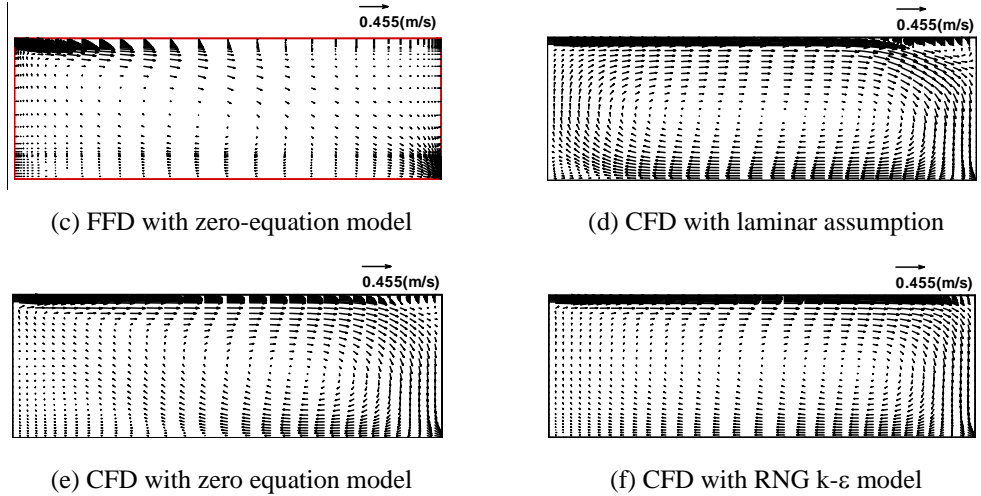 0.455(m/s)
0.455(m/s)
(c) FFD with zero-equation model
(d) CFD with laminar assumption
0.455(m/s)
0.455(m/s)
(e) CFD with zero equation model
(f) CFD with RNG k-ε model